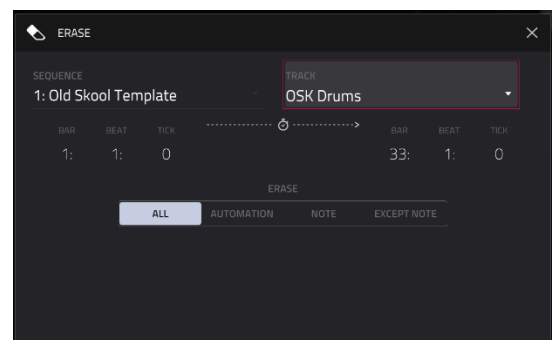 ERASE
SEQUENCE TRACK
1: Old Skool Template OSK Drums
BAR BEAT TICK BAR BEAT TICK
1: 1: 0 33: 1: 0
ERASE
ALL AUTOMATION NOTE EXCEPT NOTE